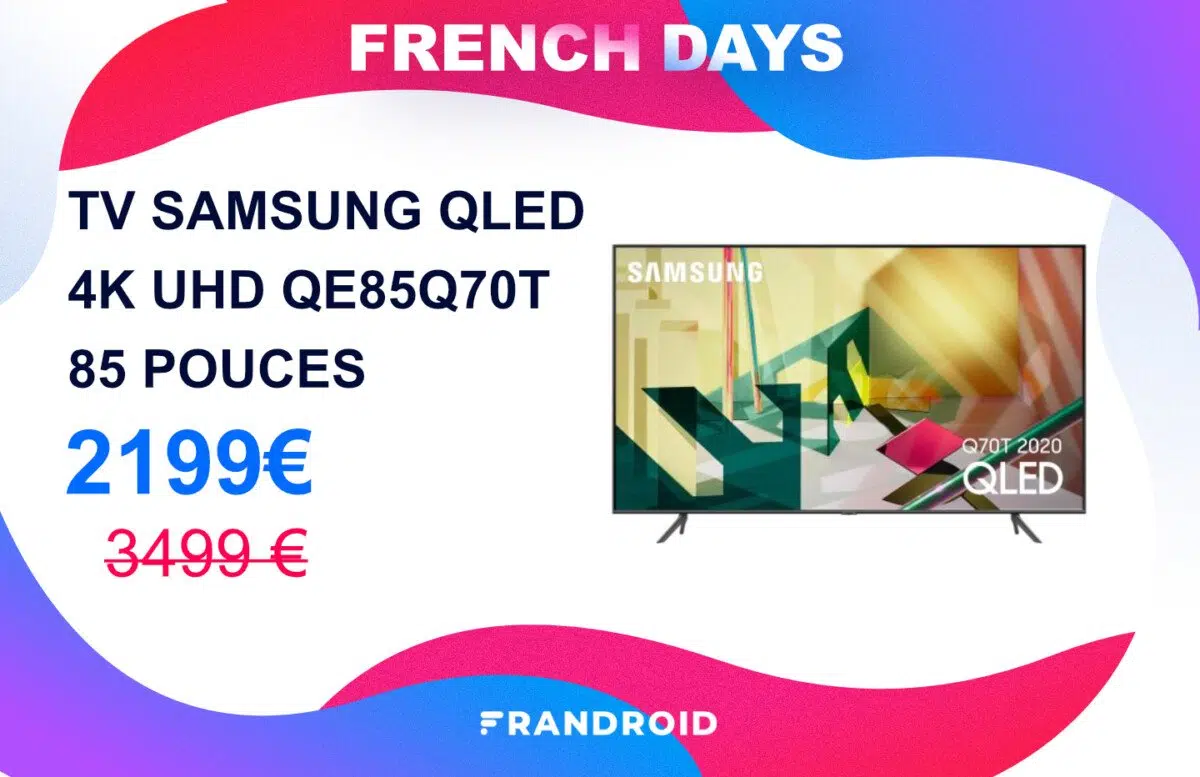 FRENCH DAYS
TV SAMSUNG QLED
4K UHD QE85Q70T
85 POUCES
2199€
3499 €
SAMSUNG
Q70T 2020
QLED
FRANDROID